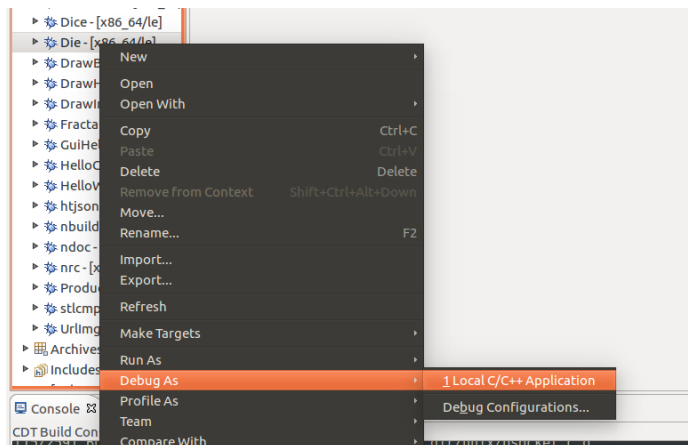 Dice - [x86_64/le]
Die - [x86_64/le]
DrawB
DrawH
DrawIn
Fracta
GuiHel
HelloC
HelloW
htjson
nbuild
ndoc -
nrc - [x
Produ
stlcmp
UrlImg
Archives
Includes
New
Open
Open With
Copy Ctrl+C
Paste Ctrl+V
Delete Delete
Remove from Context Shift+Ctrl+Alt+Down
Move...
Rename... F2
Import...
Export...
Refresh
Make Targets
Run As
Debug As
Profile As
Team
Compare With
1 Local C/C++ Application
Debug Configurations...
Console
CDT Build Con